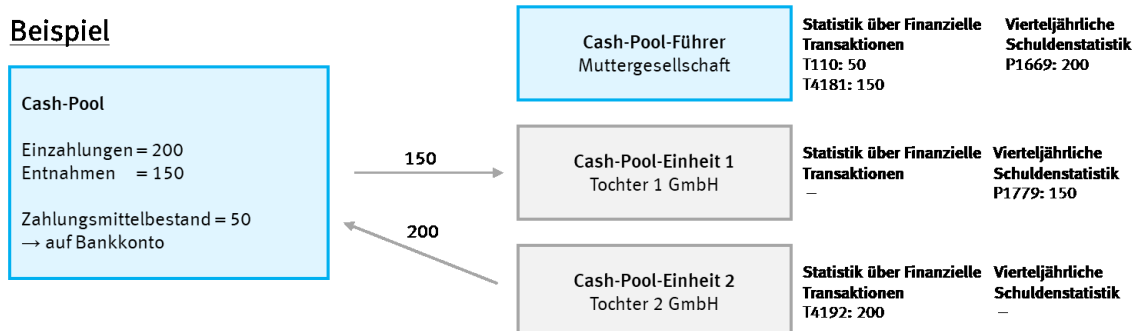 Beispiel
Cash-Pool
Einzahlungen = 200
Entnahmen = 150
Zahlungsmittelbestand = 50
→ auf Bankkonto
150
200
Cash-Pool-Führer
Muttergesellschaft
Statistik über Finanzielle
Transaktionen
T110: 50
T4181: 150
Vierteljährliche
Schuldenstatistik
P1669: 200
Cash-Pool-Einheit 1
Tochter 1 GmbH
Statistik über Finanzielle
Transaktionen
–
Vierteljährliche
Schuldenstatistik
P1779: 150
Cash-Pool-Einheit 2
Tochter 2 GmbH
Statistik über Finanzielle
Transaktionen
T4192: 200
Vierteljährliche
Schuldenstatistik
–